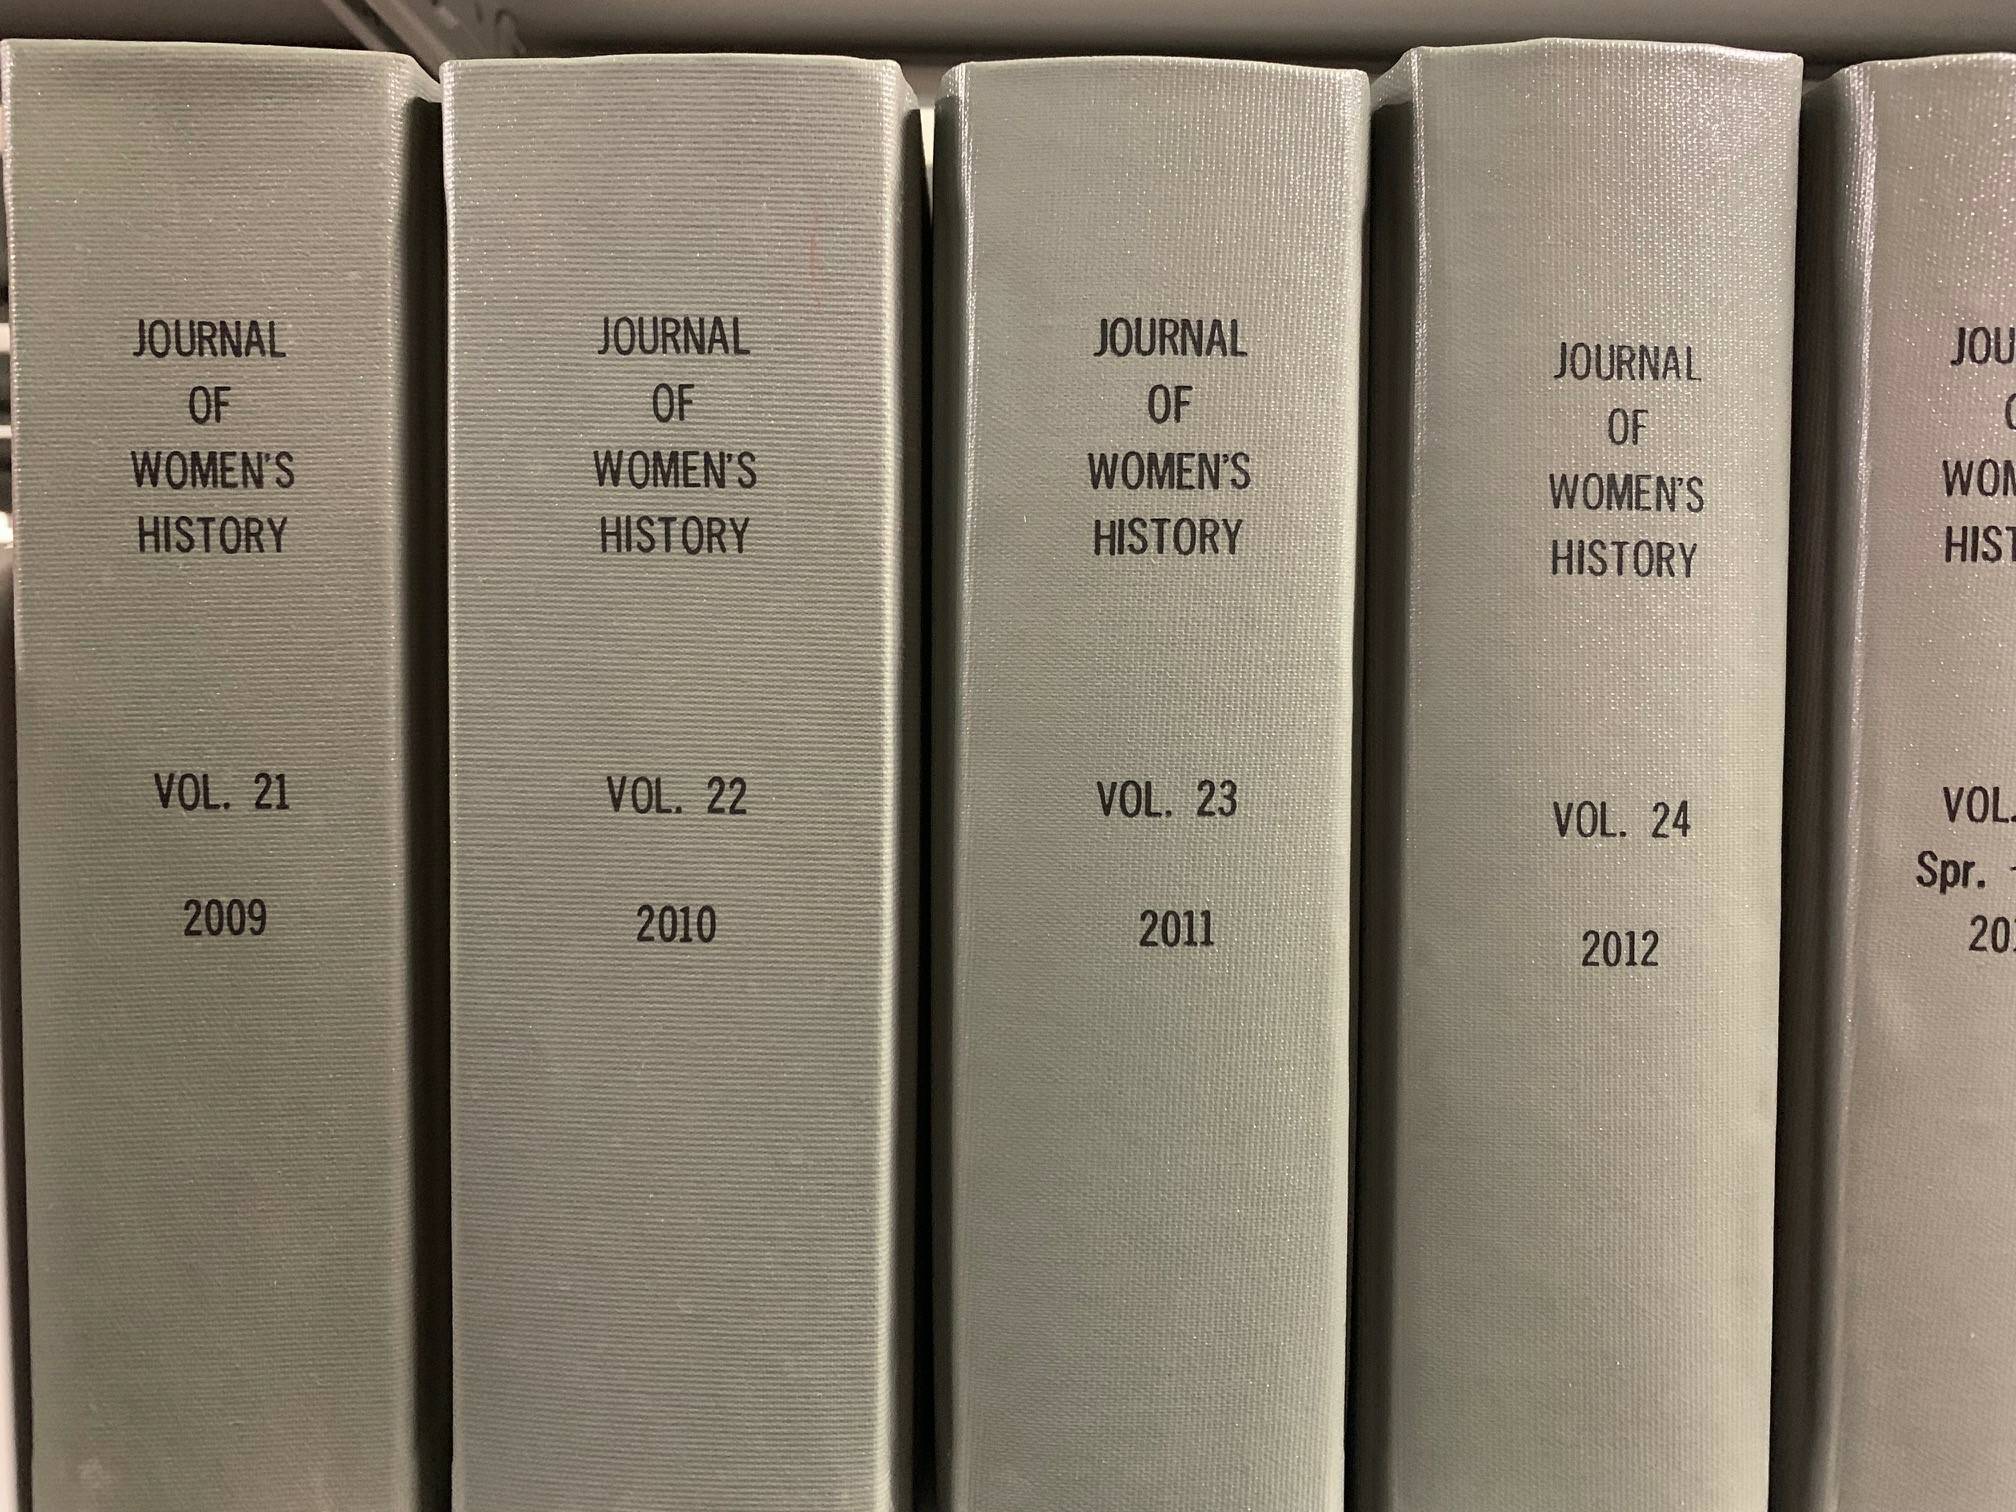 JOURNAL
OF
WOMEN'S
HISTORY
VOL. 21
2009
JOURNAL
OF
WOMEN'S
HISTORY
VOL. 22
2010
JOURNAL
OF
WOMEN'S
HISTORY
VOL. 23
2011
JOURNAL
OF
WOMEN'S
HISTORY
VOL. 24
2012
VOL.
Spr.